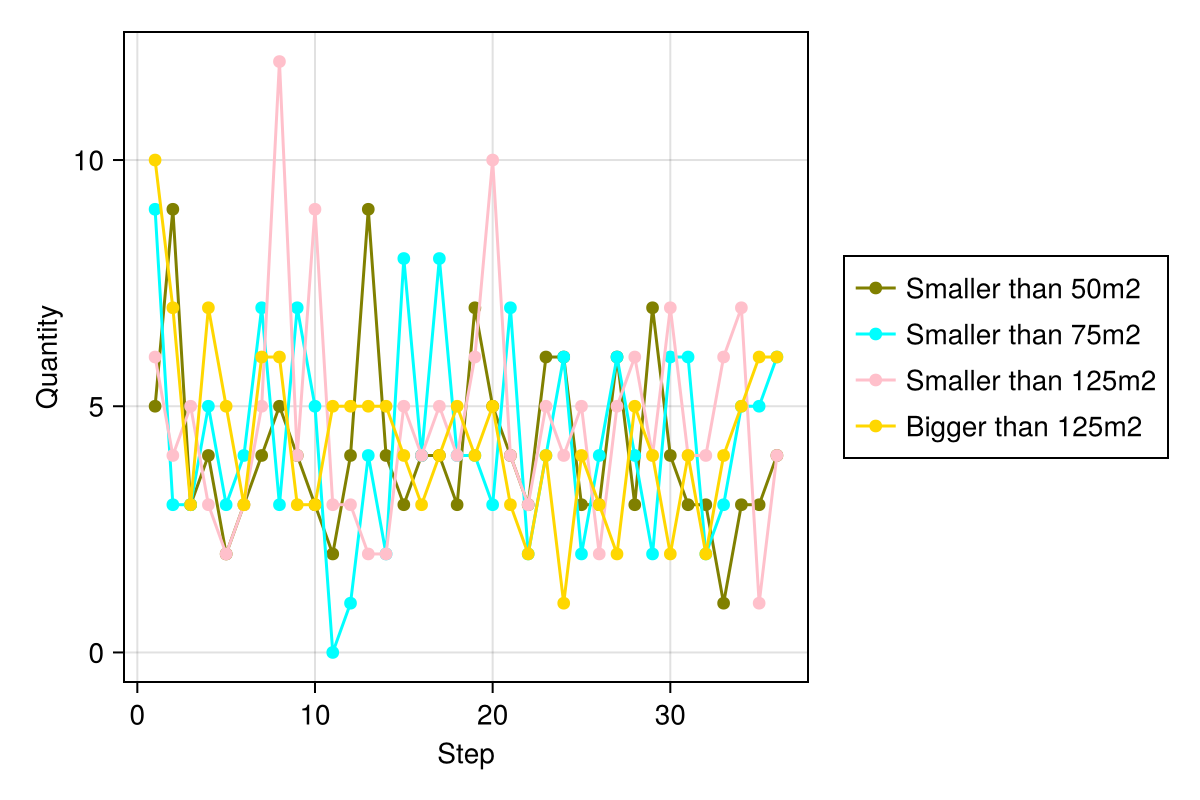 Quantity
10
5
0
0 10 20 30
Step
Smaller than 50m2
Smaller than 75m2
Smaller than 125m2
Bigger than 125m2